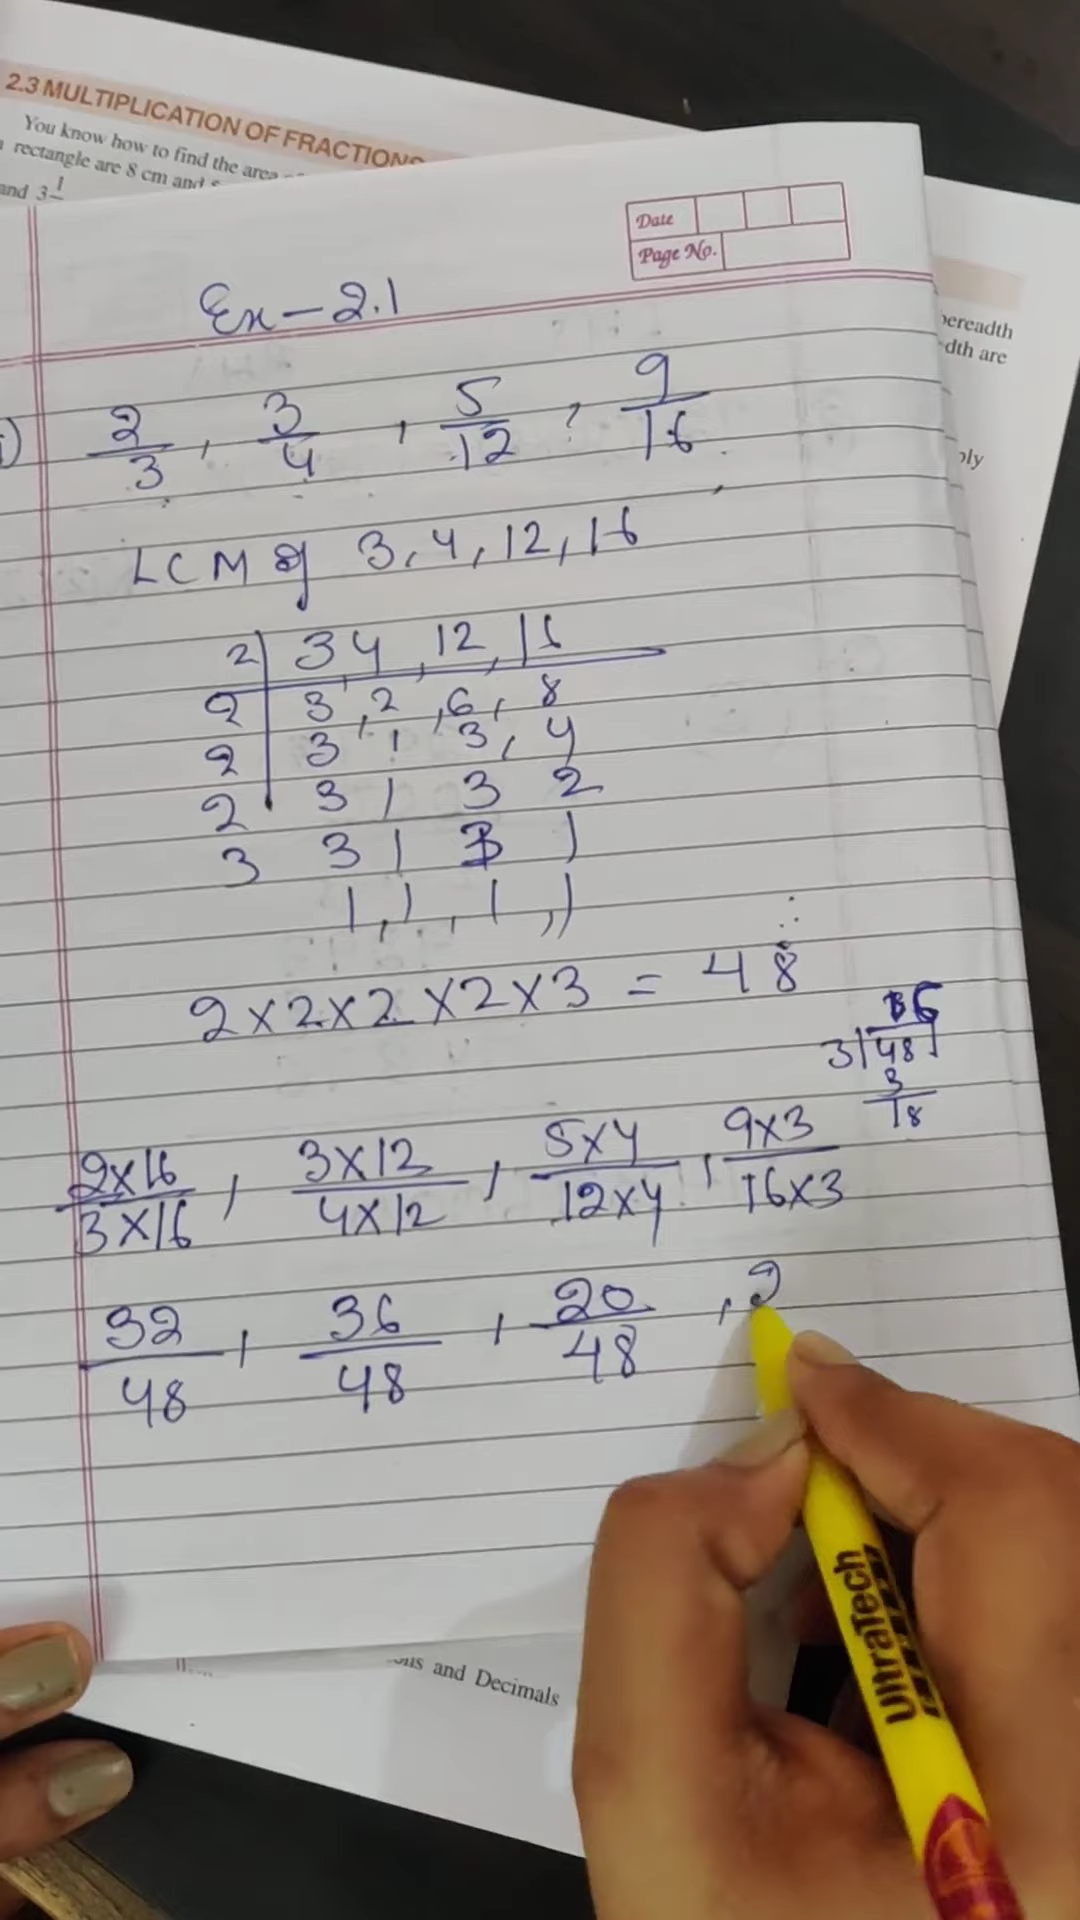 2.3 MULTIPLICATION OF FRACTIONS
You know how to find the area
rectangle are 8 cm and
and 3 1
Date
Page No.
Ex - 2.1
breadth
dth are
ply
2/3, 3/4, 5/12, 9/16
LCM of 3, 4, 12, 16
2 | 3, 4, 12, 16
2 | 3, 2, 6, 8
2 | 3 1 3, 4
2 | 3 1 3 2
3 3 1 3 1
1, 1, 1, 1
2 × 2 × 2 × 2 × 3 = 48
16
3 | 48
3
18
2×16/3×16, 3×12/4×12, 5×4/12×4, 9×3/16×3
32/48, 36/48, 20/48, 2
and Decimals
UltraTech